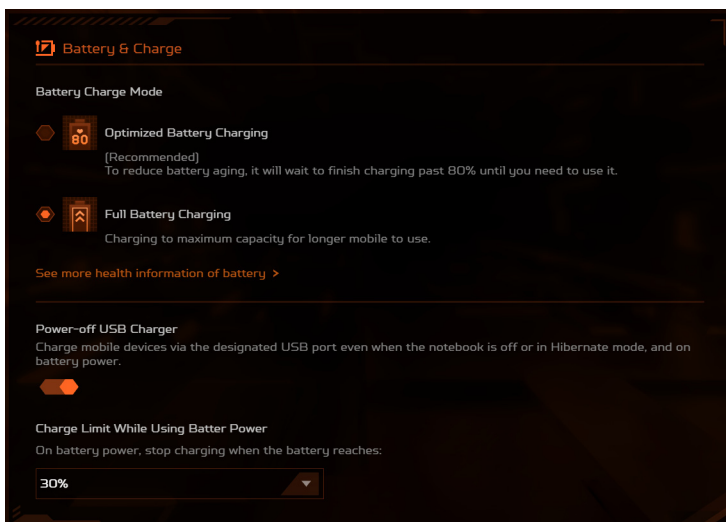 Battery & Charge
Battery Charge Mode
80
Optimized Battery Charging
[Recommended]
To reduce battery aging, it will wait to finish charging past 80% until you need to use it.
Full Battery Charging
Charging to maximum capacity for longer mobile to use.
See more health information of battery >
Power-off USB Charger
Charge mobile devices via the designated USB port even when the notebook is off or in Hibernate mode, and on
battery power.
Charge Limit While Using Batter Power
On battery power, stop charging when the battery reaches:
30%